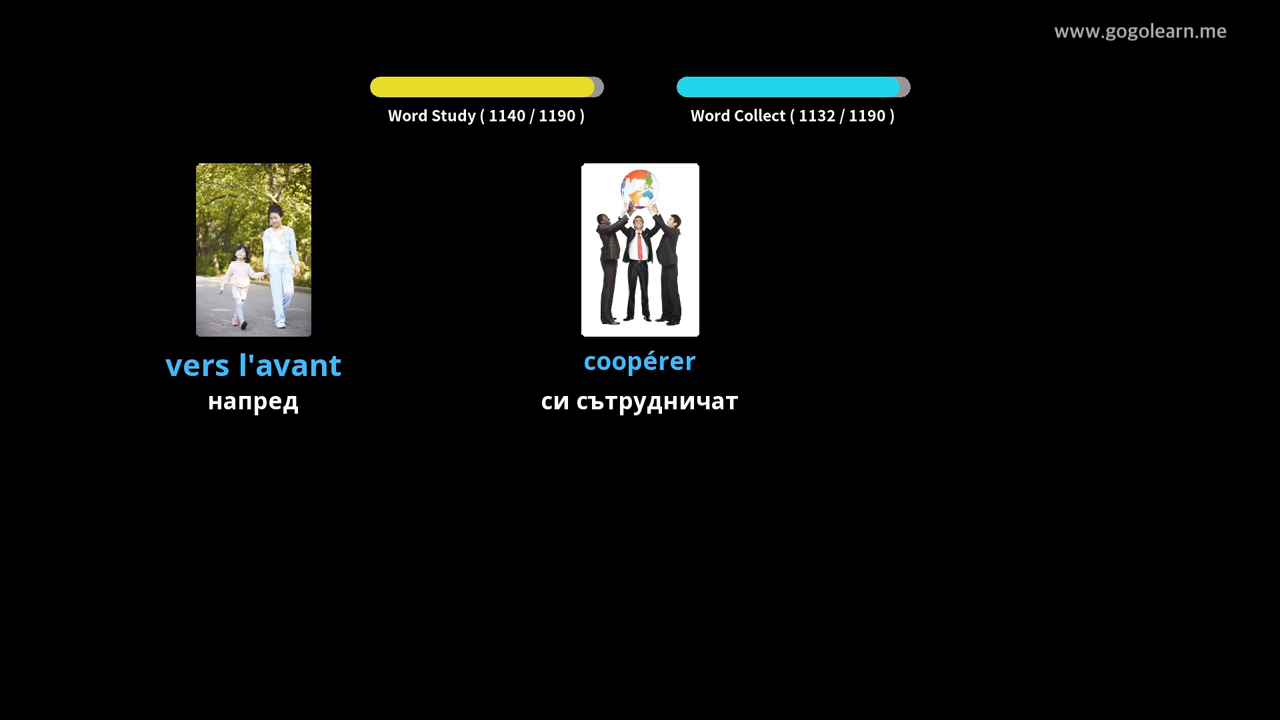 www.gogolearn.me
Word Study ( 1140 / 1190 )
Word Collect ( 1132 / 1190 )
vers l'avant
напред
coopérer
си сътрудничат